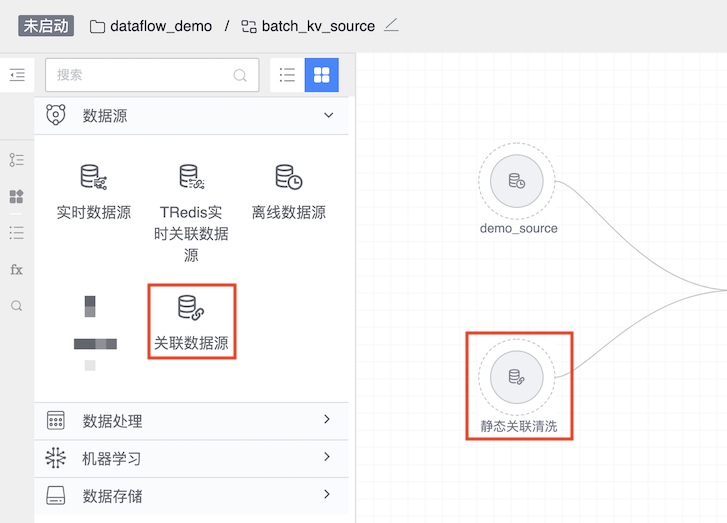 未启动 dataflow_demo / batch_kv_source
搜索
数据源
实时数据源
TRedis实
时关联数据
源
离线数据源
关联数据源
数据处理
机器学习
数据存储
fx
demo_source
静态关联清洗